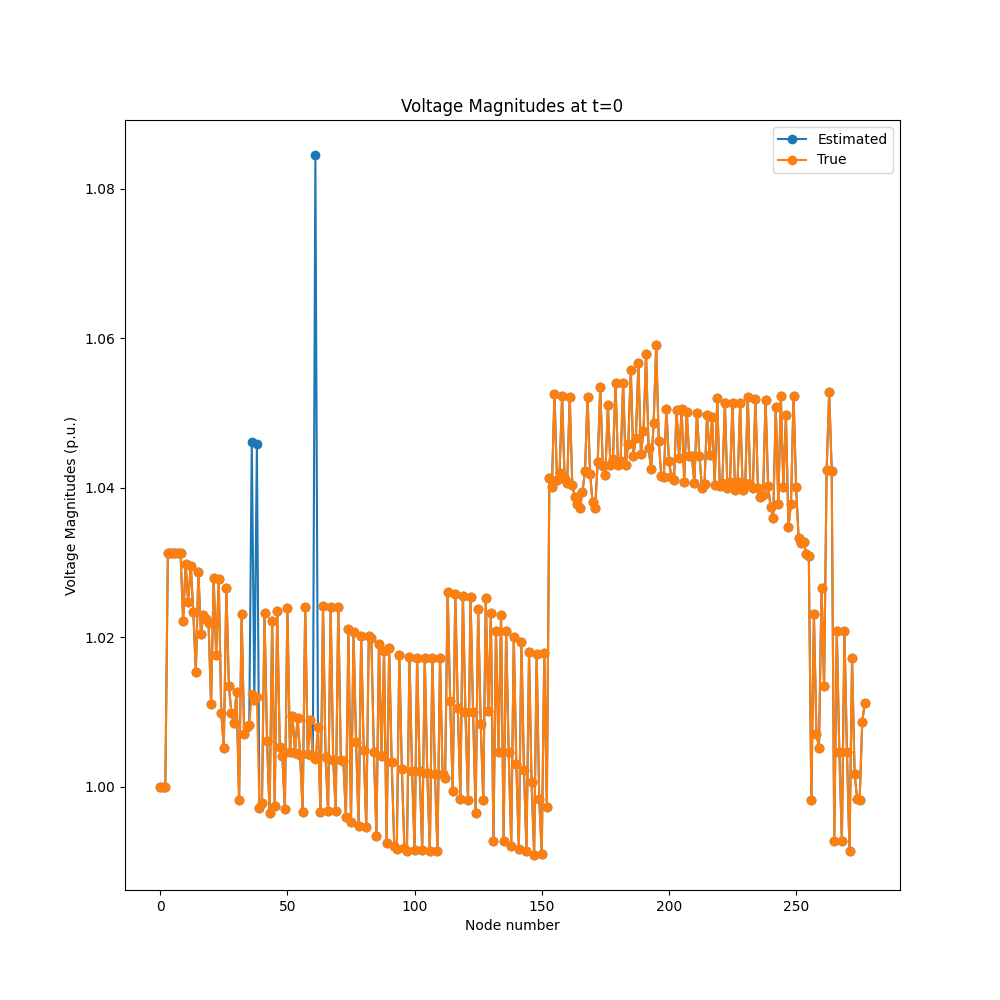 Voltage Magnitudes at t=0
Estimated
True
1.08
1.06
1.04
1.02
1.00
Voltage Magnitudes (p.u.)
0 50 100 150 200 250
Node number